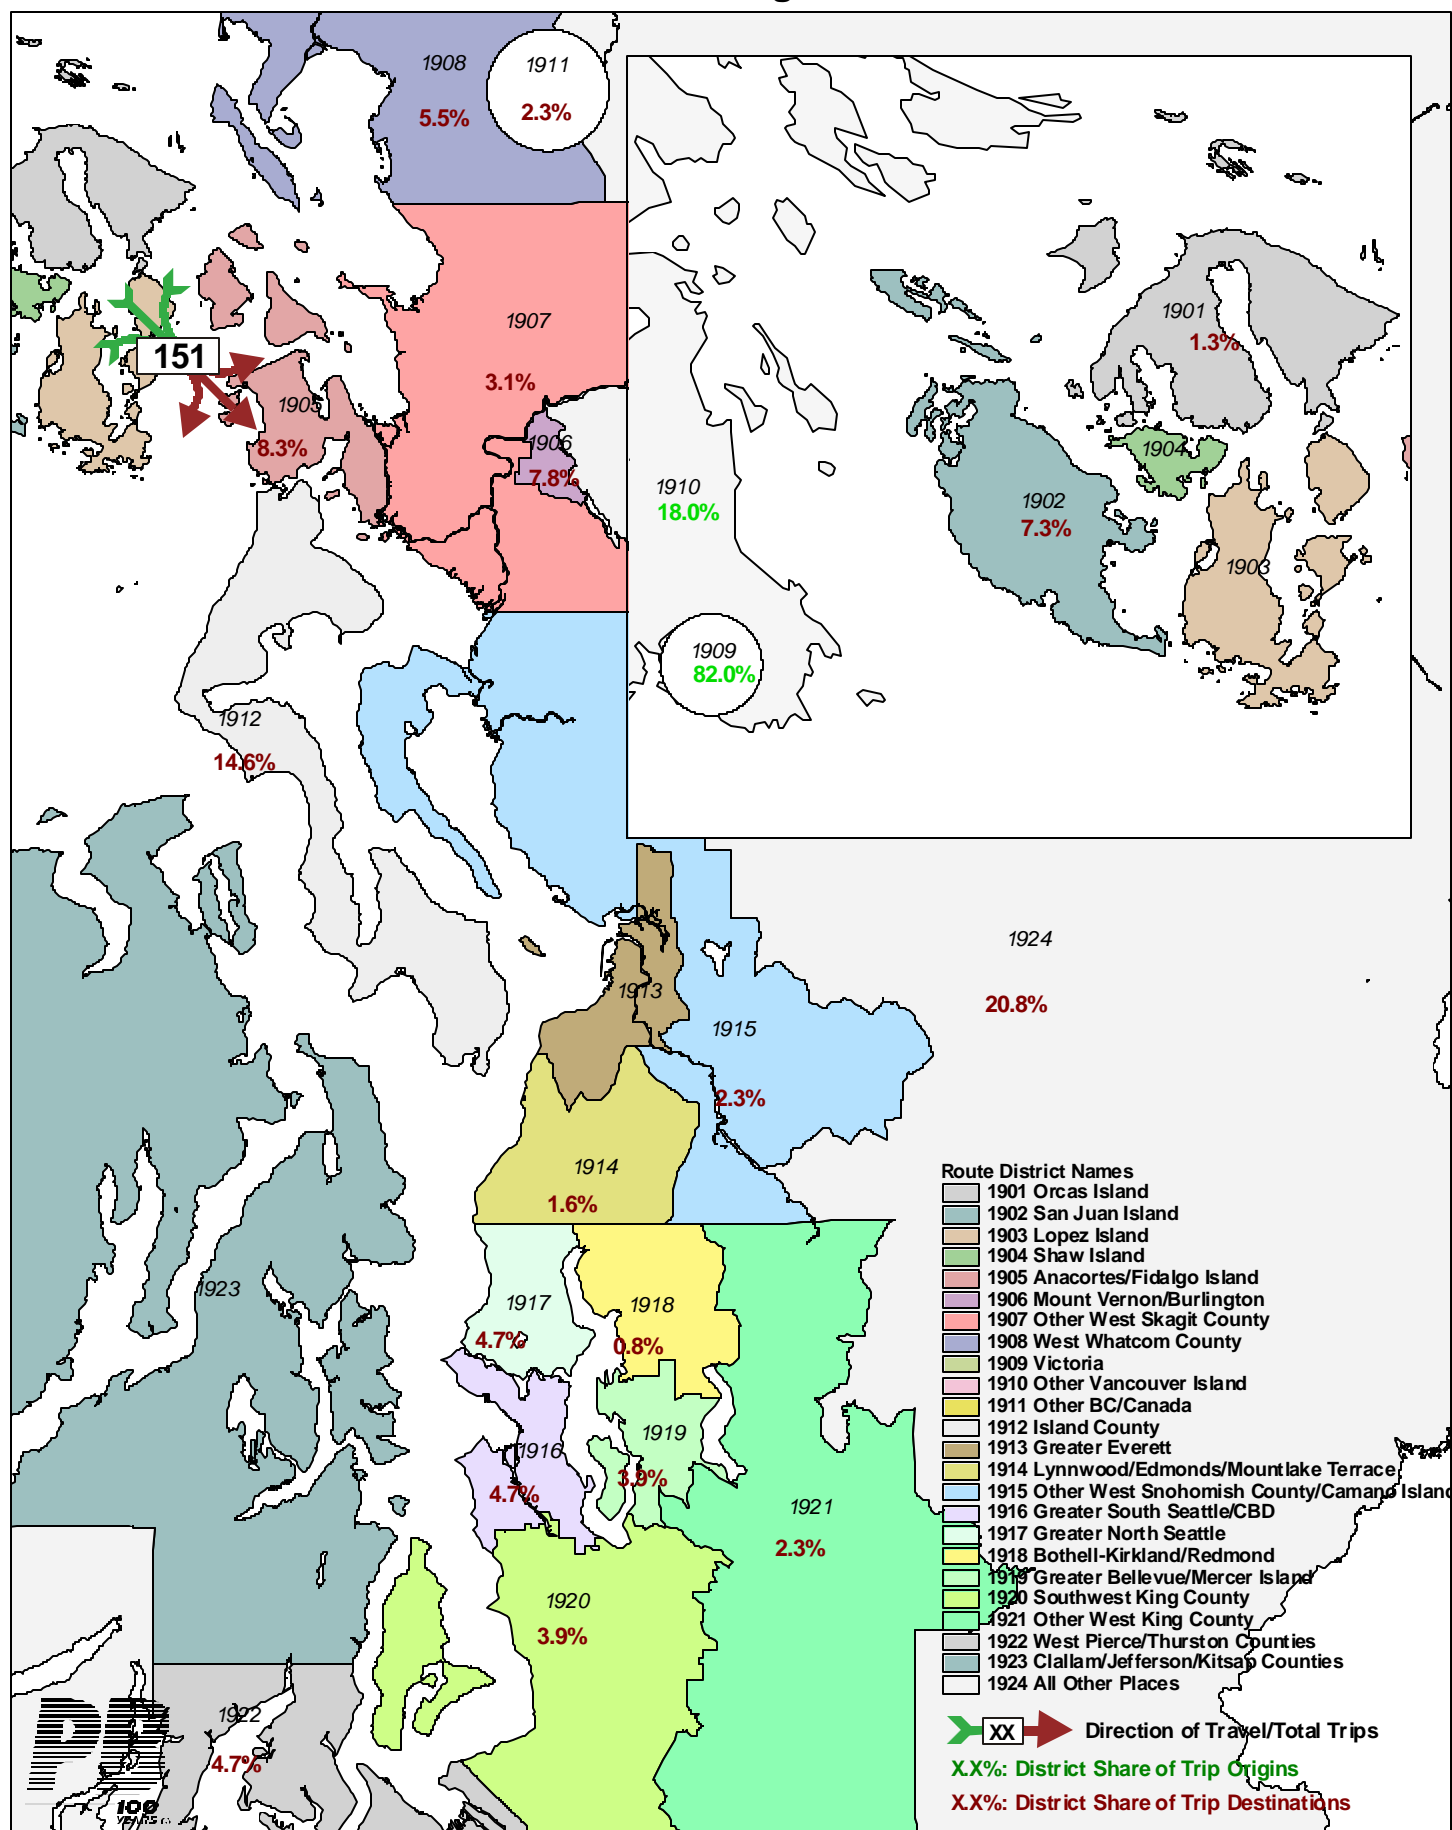 1908
5.5%
1911
2.3%
1907
3.1%
151
1905
8.3%
1906
7.8%
1901
1.3%
1904
1902
7.3%
1903
1910
18.0%
1909
82.0%
1912
14.6%
1924
20.8%
1913
1915
2.3%
1914
1.6%
1923
1917
4.7%
1918
0.8%
1916
4.7%
1919
3.9%
1921
2.3%
1920
3.9%
1922
4.7%
Route District Names
1901 Orcas Island
1902 San Juan Island
1903 Lopez Island
1904 Shaw Island
1905 Anacortes/Fidalgo Island
1906 Mount Vernon/Burlington
1907 Other West Skagit County
1908 West Whatcom County
1909 Victoria
1910 Other Vancouver Island
1911 Other BC/Canada
1912 Island County
1913 Greater Everett
1914 Lynnwood/Edmonds/Mountlake Terrace
1915 Other West Snohomish County/Camano Island
1916 Greater South Seattle/CBD
1917 Greater North Seattle
1918 Bothell-Kirkland/Redmond
1919 Greater Bellevue/Mercer Island
1920 Southwest King County
1921 Other West King County
1922 West Pierce/Thurston Counties
1923 Clallam/Jefferson/Kitsap Counties
1924 All Other Places
XX Direction of Travel/Total Trips
X.X%: District Share of Trip Origins
X.X%: District Share of Trip Destinations
PB
100
YEARS